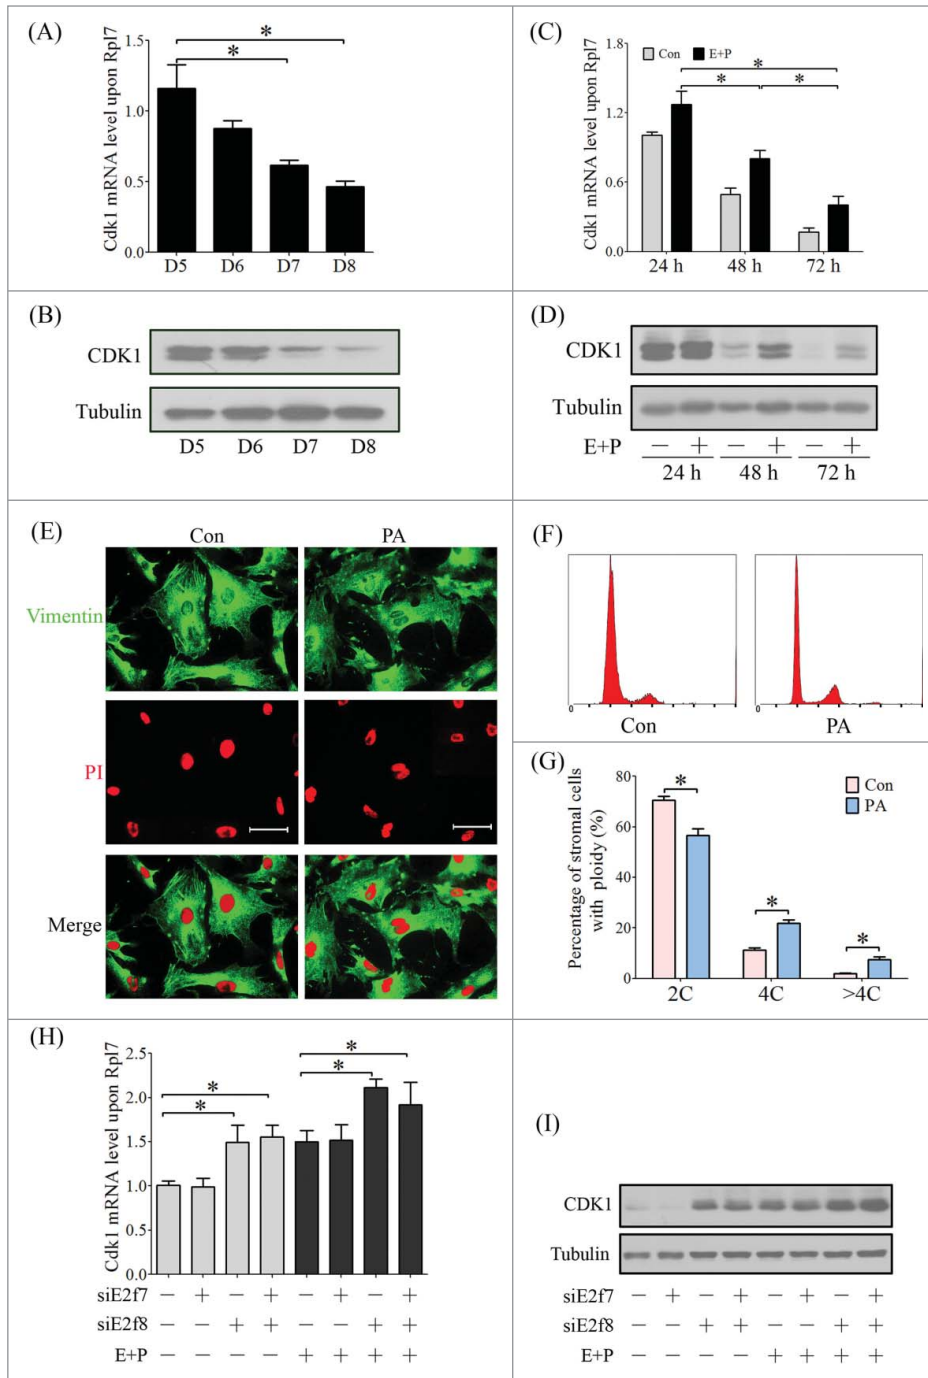 (A)
Cdk1 mRNA level upon Rpl7
1.5
1.0
0.5
0.0
* *
D5 D6 D7 D8
(C)
Cdk1 mRNA level upon Rpl7
1.8
1.2
0.6
0.0
Con E+P
*
* *
24 h 48 h 72 h
(B)
CDK1
Tubulin
D5 D6 D7 D8
(D)
CDK1
Tubulin
E+P − + − + − +
24 h 48 h 72 h
(E)
Con PA
Vimentin
PI
Merge
(F)
0 0
Con PA
(G)
Percentage of stromal cells
with ploidy (%)
80
60
40
20
0
Con
PA
* * *
2C 4C >4C
(H)
Cdk1 mRNA level upon Rpl7
2.5
2.0
1.5
1.0
0.5
0.0
* *
* *
siE2f7 − + − + − + − +
siE2f8 − − + + − − + +
E+P − − − − + + + +
(I)
CDK1
Tubulin
siE2f7 − + − + − + − +
siE2f8 − − + + − − + +
E+P − − − − + + + +